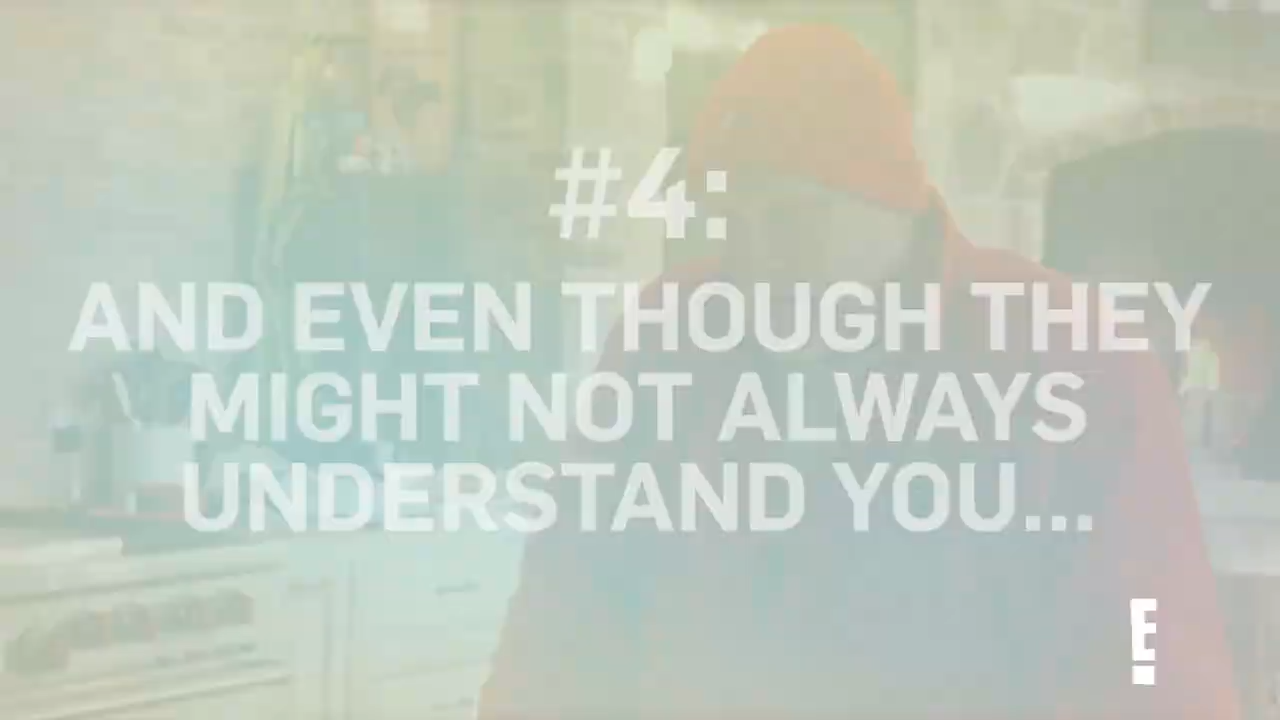 #4:
AND EVEN THOUGH THEY
MIGHT NOT ALWAYS
UNDERSTAND YOU...
E!